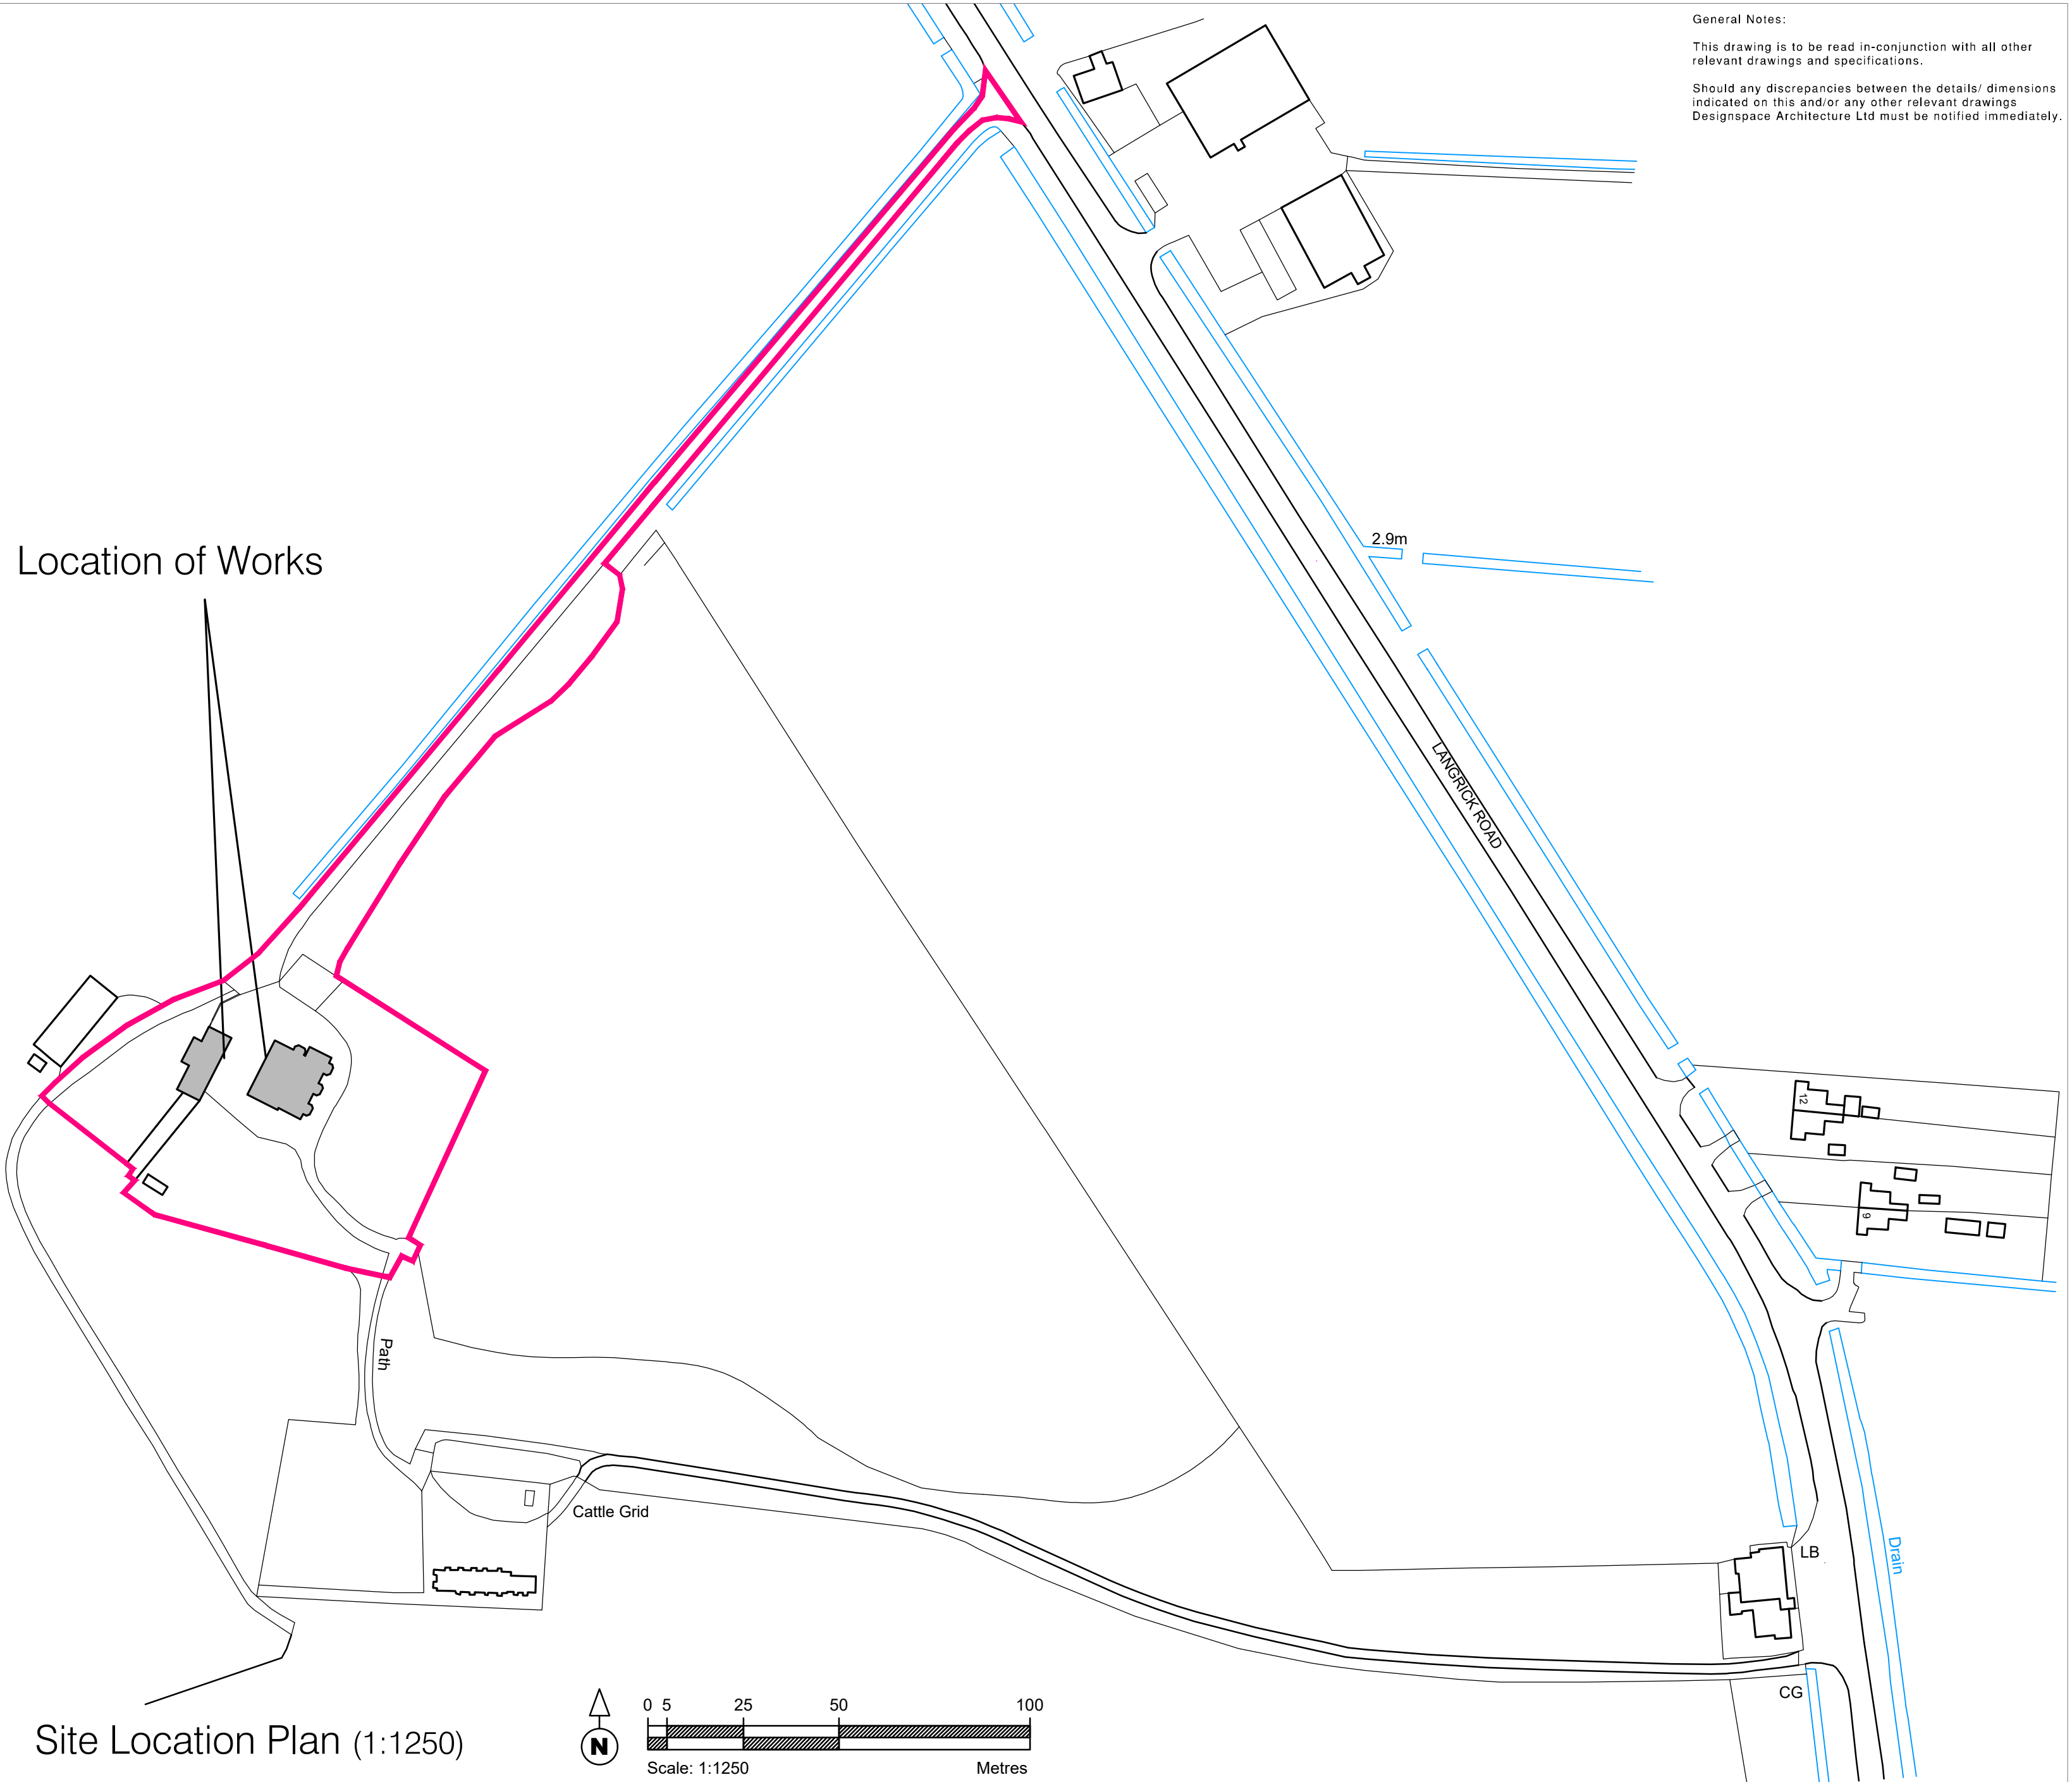 General Notes:
This drawing is to be read in-conjunction with all other
relevant drawings and specifications.
Should any discrepancies between the details/ dimensions
indicated on this and/or any other relevant drawings
Designspace Architecture Ltd must be notified immediately.
2.9m
Location of Works
LANGRICK ROAD
12
9
Path
Cattle Grid
LB
Drain
CG
Site Location Plan (1:1250)
N
0 5 25 50 100
Scale: 1:1250 Metres